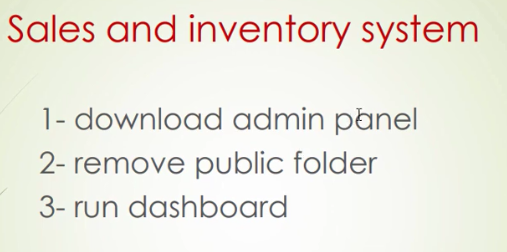 Sales and inventory system
1- download admin panel
2- remove public folder
3- run dashboard